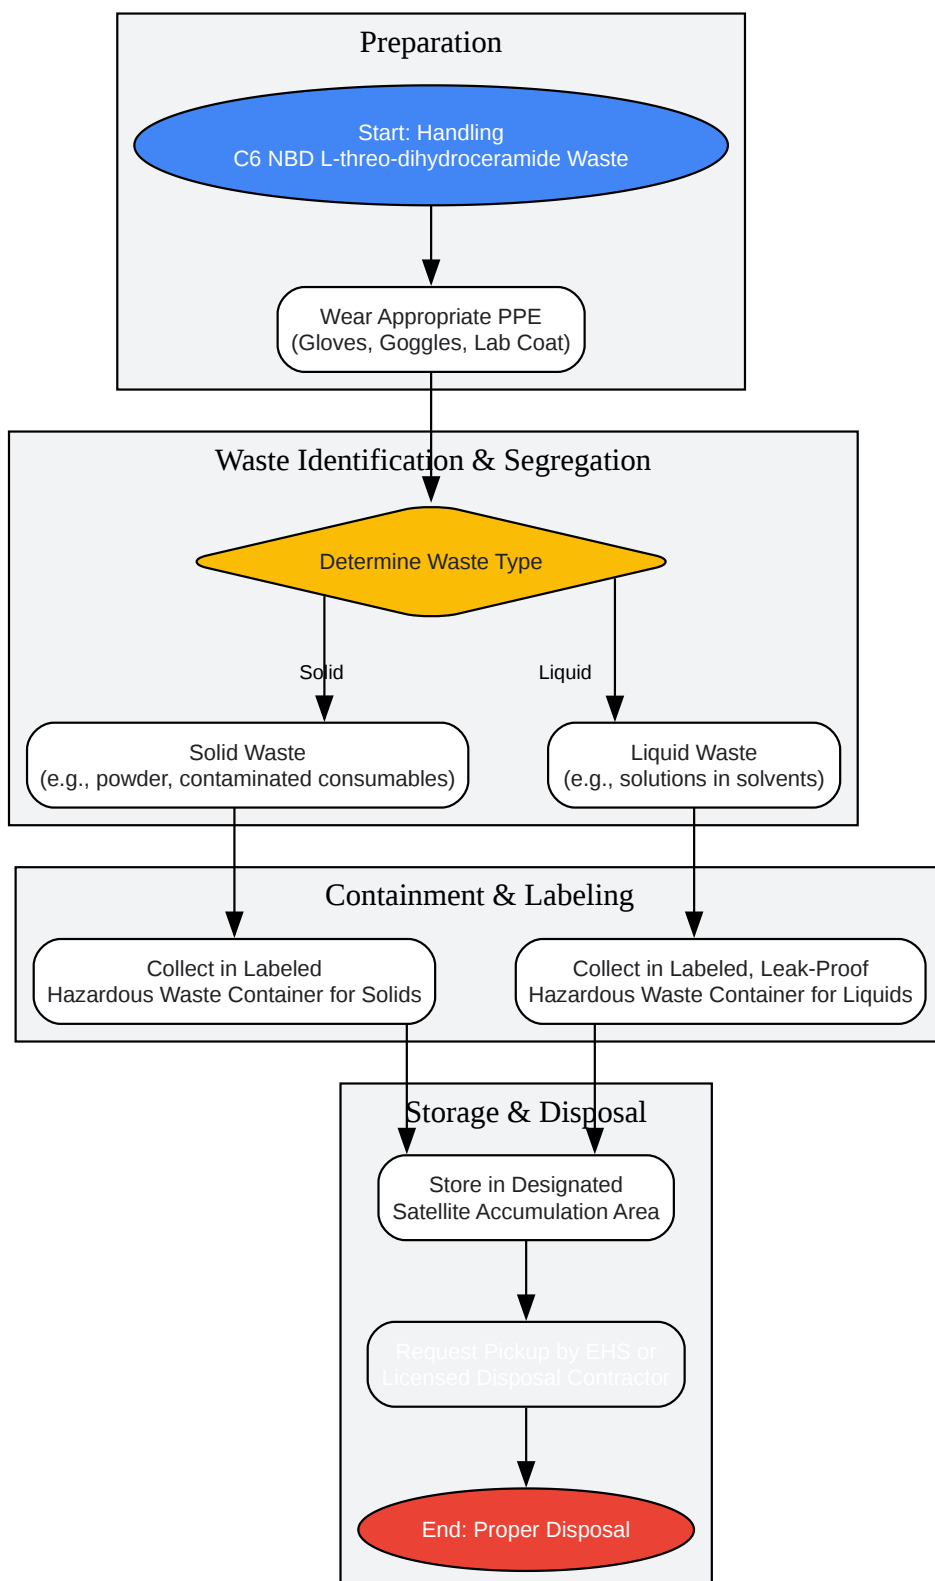 Preparation
Start: Handling
C6 NBD L-threo-dihydroceramide Waste
Wear Appropriate PPE
(Gloves, Goggles, Lab Coat)
Waste Identification & Segregation
Determine Waste Type
Solid
Liquid
Solid Waste
(e.g., powder, contaminated consumables)
Liquid Waste
(e.g., solutions in solvents)
Containment & Labeling
Collect in Labeled
Hazardous Waste Container for Solids
Collect in Labeled, Leak-Proof
Hazardous Waste Container for Liquids
Storage & Disposal
Store in Designated
Satellite Accumulation Area
Request Pickup by EHS or
Licensed Disposal Contractor
End: Proper Disposal